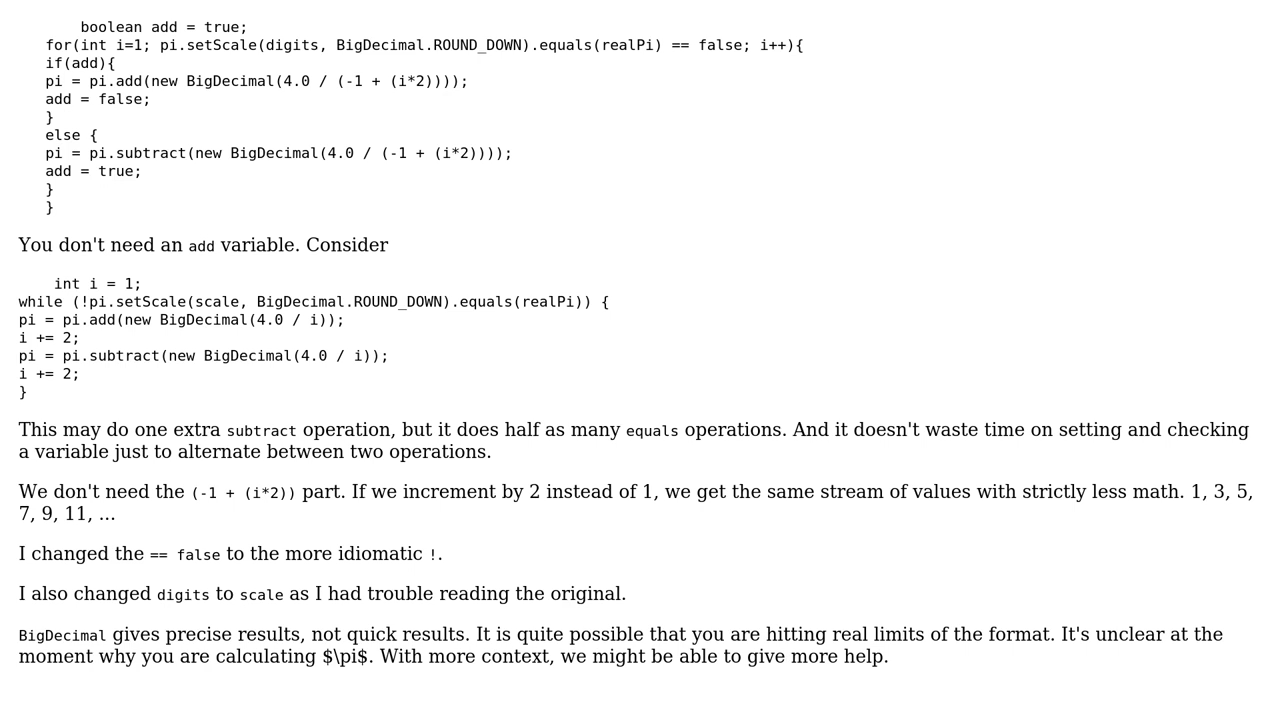 boolean add = true;
for(int i=1; pi.setScale(digits, BigDecimal.ROUND_DOWN).equals(realPi) == false; i++){
if(add){
pi = pi.add(new BigDecimal(4.0 / (-1 + (i*2))));
add = false;
}
else {
pi = pi.subtract(new BigDecimal(4.0 / (-1 + (i*2))));
add = true;
}
}
You don't need an add variable. Consider
int i = 1;
while (!pi.setScale(scale, BigDecimal.ROUND_DOWN).equals(realPi)) {
pi = pi.add(new BigDecimal(4.0 / i));
i += 2;
pi = pi.subtract(new BigDecimal(4.0 / i));
i += 2;
}
This may do one extra subtract operation, but it does half as many equals operations. And it doesn't waste time on setting and checking
a variable just to alternate between two operations.
We don't need the (-1 + (i*2)) part. If we increment by 2 instead of 1, we get the same stream of values with strictly less math. 1, 3, 5,
7, 9, 11, ...
I changed the == false to the more idiomatic !.
I also changed digits to scale as I had trouble reading the original.
BigDecimal gives precise results, not quick results. It is quite possible that you are hitting real limits of the format. It's unclear at the
moment why you are calculating $\pi$. With more context, we might be able to give more help.